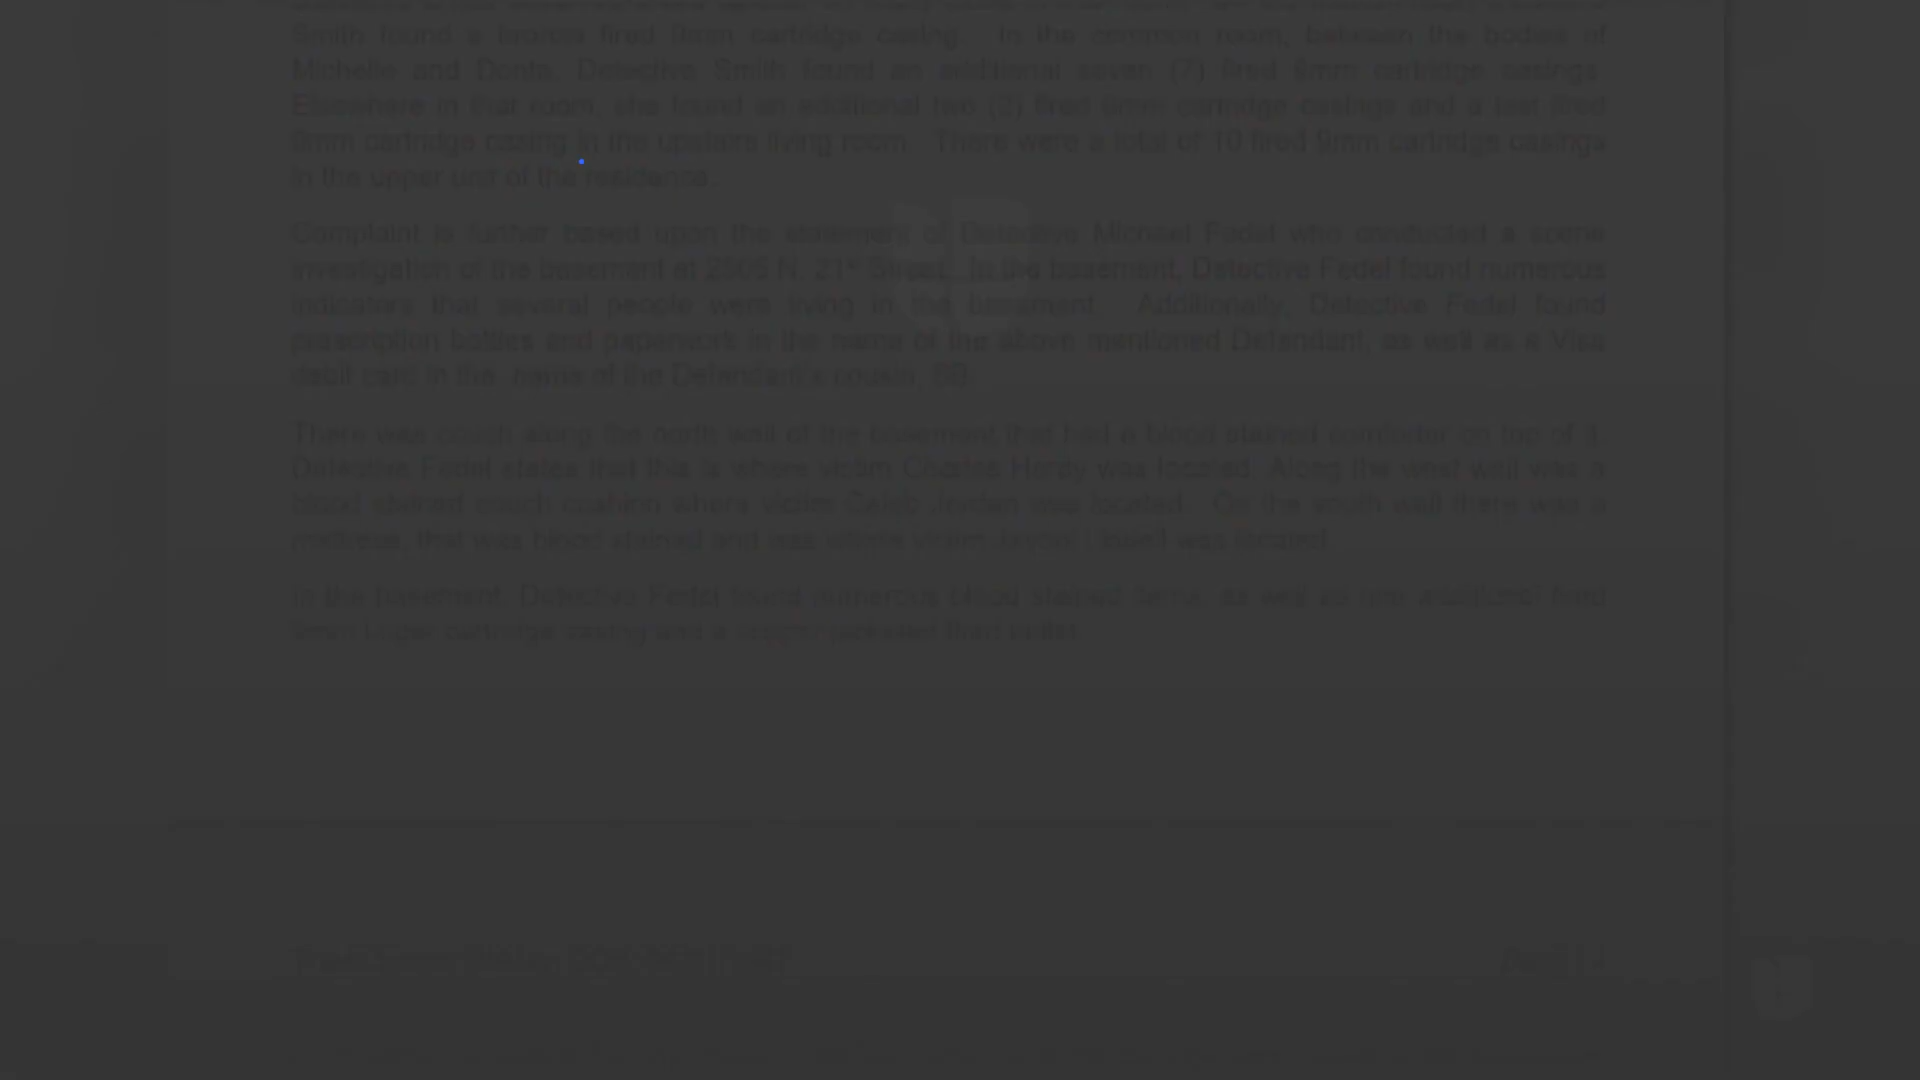 Smith found a fired 9mm cartridge casing. In the common room, between the bodies of
Michelle and Donta, Detective Smith found an additional seven (7) fired 9mm cartridge casings.
Elsewhere in that room, she found an additional two (2) fired 9mm cartridge casings and a last fired
9mm cartridge casing in the upstairs living room. There were a total of 10 fired 9mm cartridge casings
in the upper unit of the residence.
Complaint is further based upon the statement of Detective Michael Fedel who conducted a scene
investigation of the basement at 2505 N. 21st Street. In the basement, Detective Fedel found numerous
indicators that several people were living in the basement. Additionally, Detective Fedel found
prescription bottles and paperwork in the name of the above mentioned Defendant, as well as a Visa
debit card in the name of the Defendant's cousin,
There was couch along the north wall of the basement that had a blood stained comforter on top of it.
Detective Fedel states that this is where victim Charles Hardy was located. Along the west wall was a
blood stained couch cushion where victim Jordan was located. On the south wall there was a
mattress, that was blood stained and was where victim was located.
In the basement, Detective Fedel found numerous blood stained items, as well as one additional fired
9mm Luger cartridge casing and a copper jacketed fired bullet.